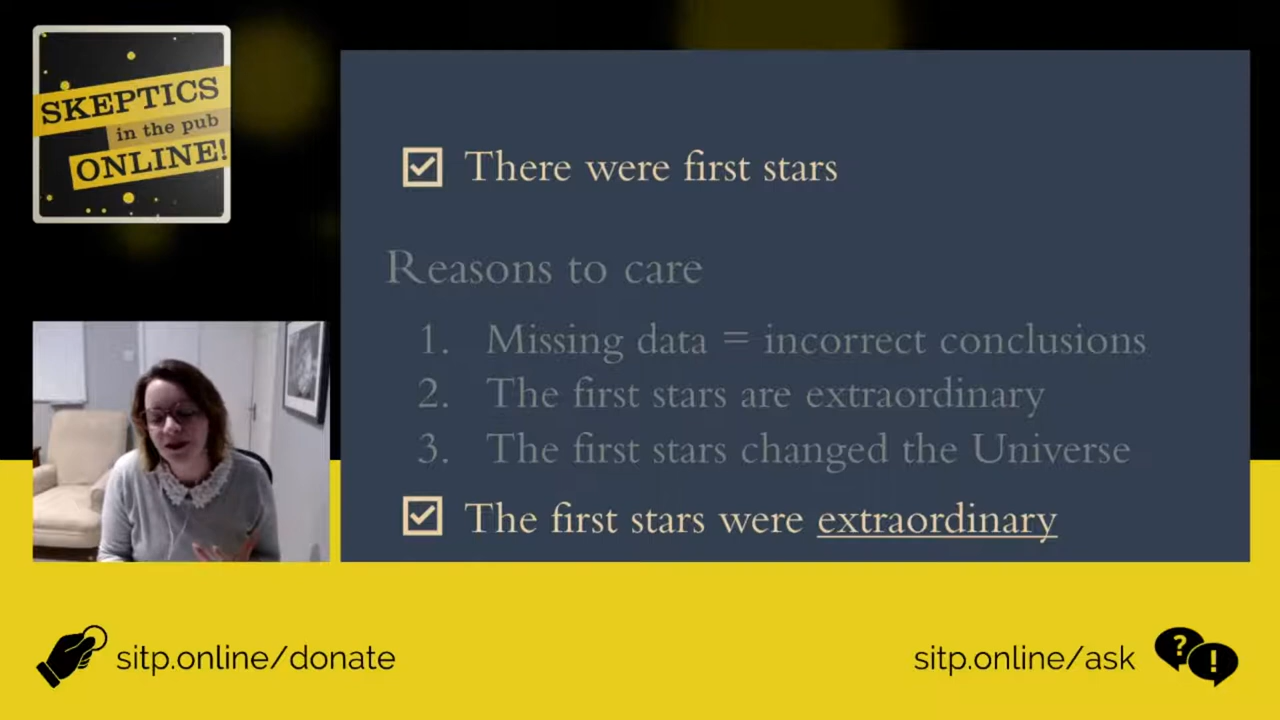 SKEPTICS
in the pub
ONLINE!
There were first stars
Reasons to care
1. Missing data = incorrect conclusions
2. The first stars are extraordinary
3. The first stars changed the Universe
The first stars were extraordinary
sitp.online/donate
sitp.online/ask
?
!